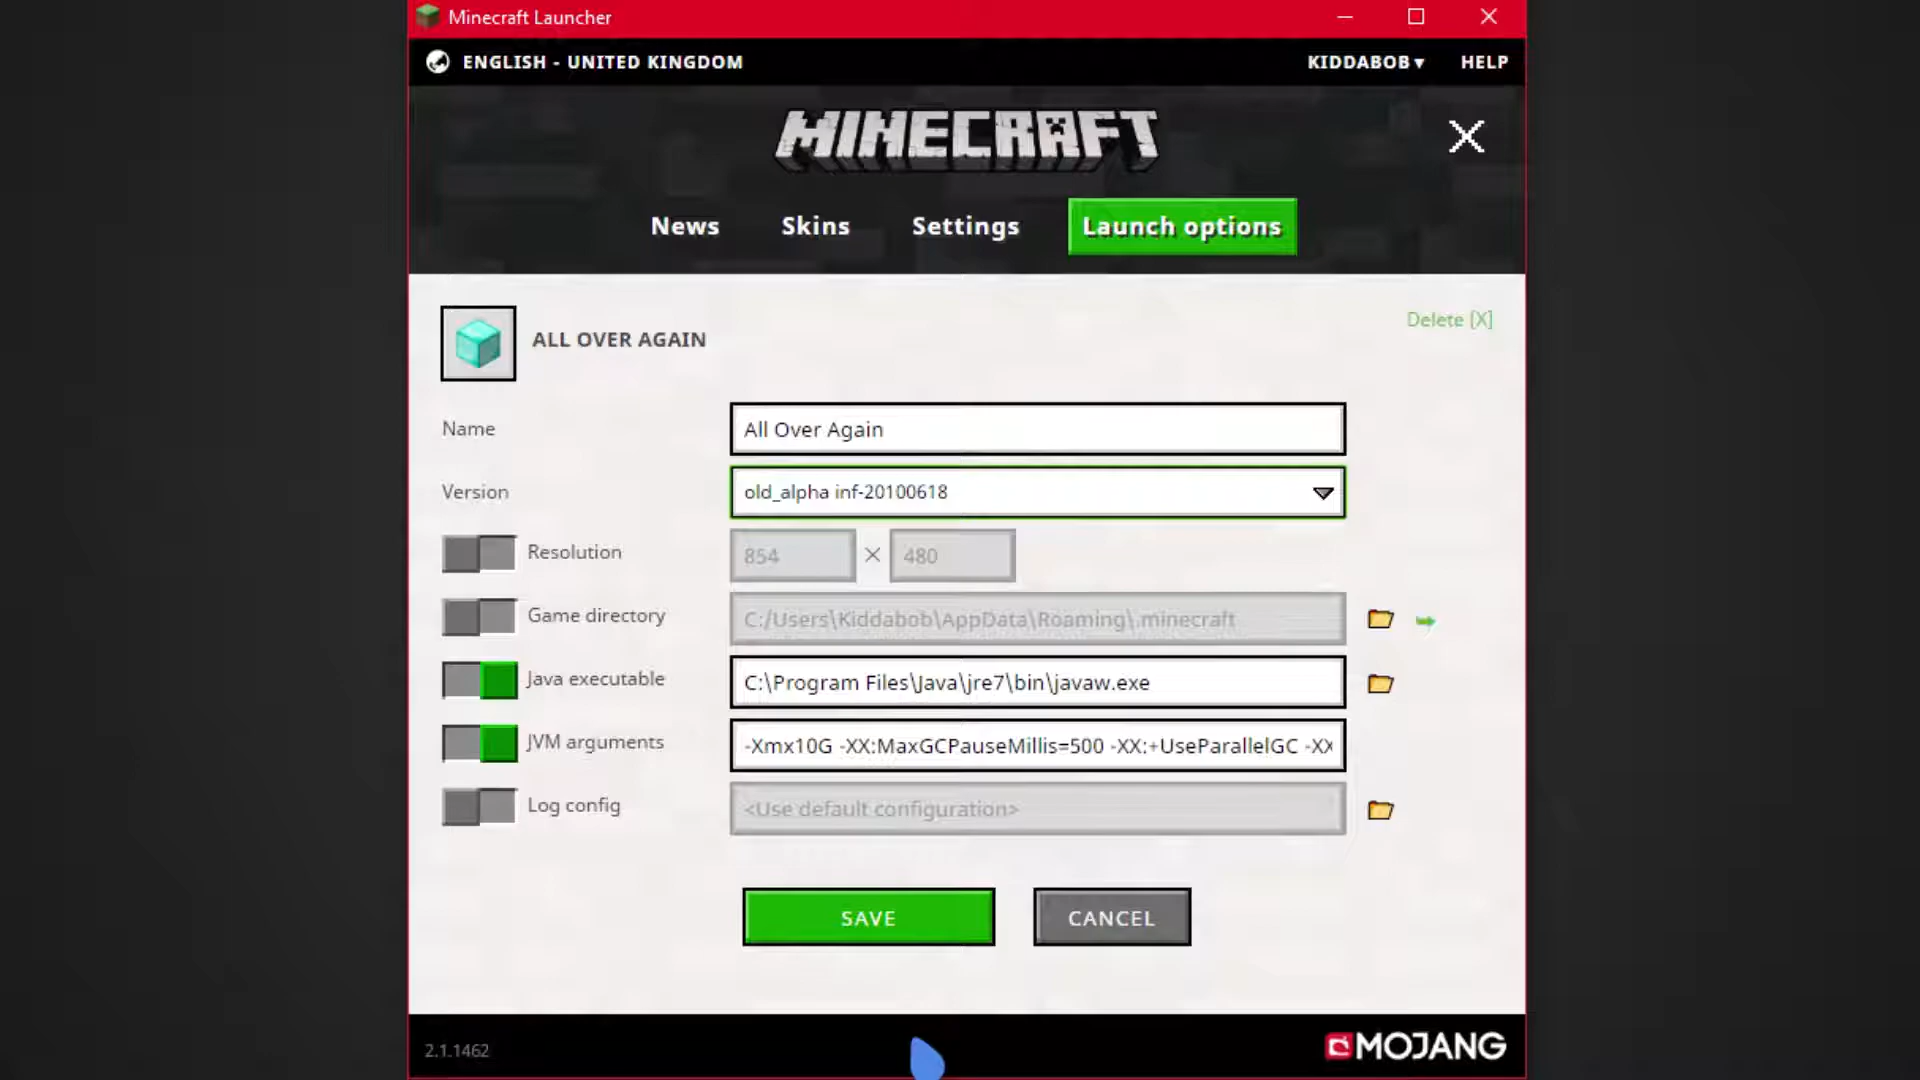 Minecraft Launcher
ENGLISH - UNITED KINGDOM
KIDDABOB▾
HELP
MINECRAFT
News
Skins
Settings
Launch options
ALL OVER AGAIN
Delete [X]
Name
All Over Again
Version
old_alpha inf-20100618
Resolution
854 × 480
Game directory
C:/Users\Kiddabob\AppData\Roaming\.minecraft
Java executable
C:\Program Files\Java\jre7\bin\javaw.exe
JVM arguments
-Xmx10G -XX:MaxGCPauseMillis=500 -XX:+UseParallelGC -XX
Log config
<Use default configuration>
SAVE
CANCEL
2.1.1462
MOJANG